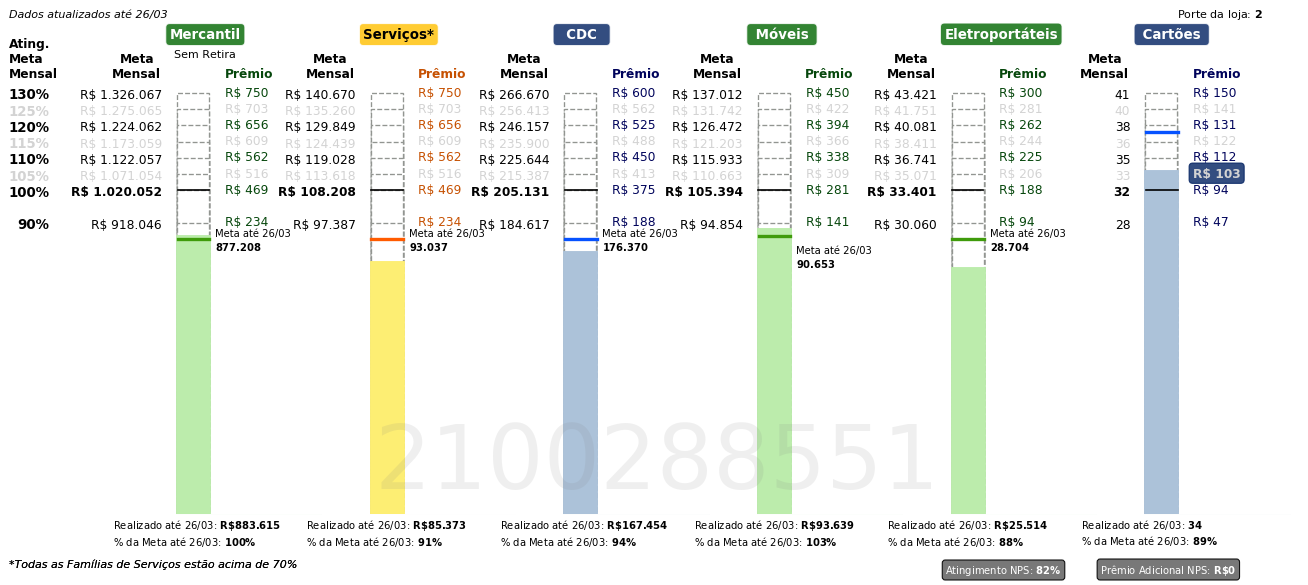 Dados atualizados até 26/03
Porte da loja: 2
Mercantil Serviços* CDC Móveis Eletroportáteis Cartões
Sem Retira
Ating. Meta Mensal
Meta Mensal Prêmio Meta Mensal Prêmio Meta Mensal Prêmio Meta Mensal Prêmio Meta Mensal Prêmio Meta Mensal Prêmio
130% R$ 1.326.067 R$ 750 R$ 140.670 R$ 750 R$ 266.670 R$ 600 R$ 137.012 R$ 450 R$ 43.421 R$ 300 41 R$ 150
125% R$ 1.275.065 R$ 703 R$ 135.260 R$ 703 R$ 256.413 R$ 562 R$ 131.742 R$ 422 R$ 41.751 R$ 281 40 R$ 141
120% R$ 1.224.062 R$ 656 R$ 129.849 R$ 656 R$ 246.157 R$ 525 R$ 126.472 R$ 394 R$ 40.081 R$ 262 38 R$ 131
115% R$ 1.173.059 R$ 609 R$ 124.439 R$ 609 R$ 235.900 R$ 488 R$ 121.203 R$ 366 R$ 38.411 R$ 244 36 R$ 122
110% R$ 1.122.057 R$ 562 R$ 119.028 R$ 562 R$ 225.644 R$ 450 R$ 115.933 R$ 338 R$ 36.741 R$ 225 35 R$ 112
105% R$ 1.071.054 R$ 516 R$ 113.618 R$ 516 R$ 215.387 R$ 413 R$ 110.663 R$ 309 R$ 35.071 R$ 206 33 R$ 103
100% R$ 1.020.052 R$ 469 R$ 108.208 R$ 469 R$ 205.131 R$ 375 R$ 105.394 R$ 281 R$ 33.401 R$ 188 32 R$ 94
90% R$ 918.046 R$ 234 R$ 97.387 R$ 234 R$ 184.617 R$ 188 R$ 94.854 R$ 141 R$ 30.060 R$ 94 28 R$ 47
Meta até 26/03 Meta até 26/03 Meta até 26/03 Meta até 26/03
877.208 93.037 176.370 28.704
Meta até 26/03
90.653
2100288551
Realizado até 26/03: R$883.615 Realizado até 26/03: R$85.373 Realizado até 26/03: R$167.454 Realizado até 26/03: R$93.639 Realizado até 26/03: R$25.514 Realizado até 26/03: 34
% da Meta até 26/03: 100% % da Meta até 26/03: 91% % da Meta até 26/03: 94% % da Meta até 26/03: 103% % da Meta até 26/03: 88% % da Meta até 26/03: 89%
*Todas as Famílias de Serviços estão acima de 70%
Atingimento NPS: 82% Prêmio Adicional NPS: R$0